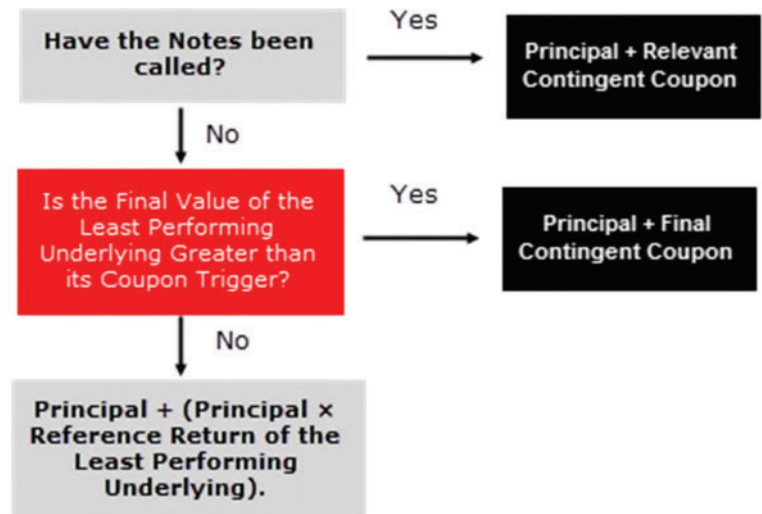 Have the Notes been
called?
Yes
Principal + Relevant
Contingent Coupon
No
Is the Final Value of the
Least Performing
Underlying Greater than
its Coupon Trigger?
Yes
Principal + Final
Contingent Coupon
No
Principal + (Principal ×
Reference Return of the
Least Performing
Underlying).